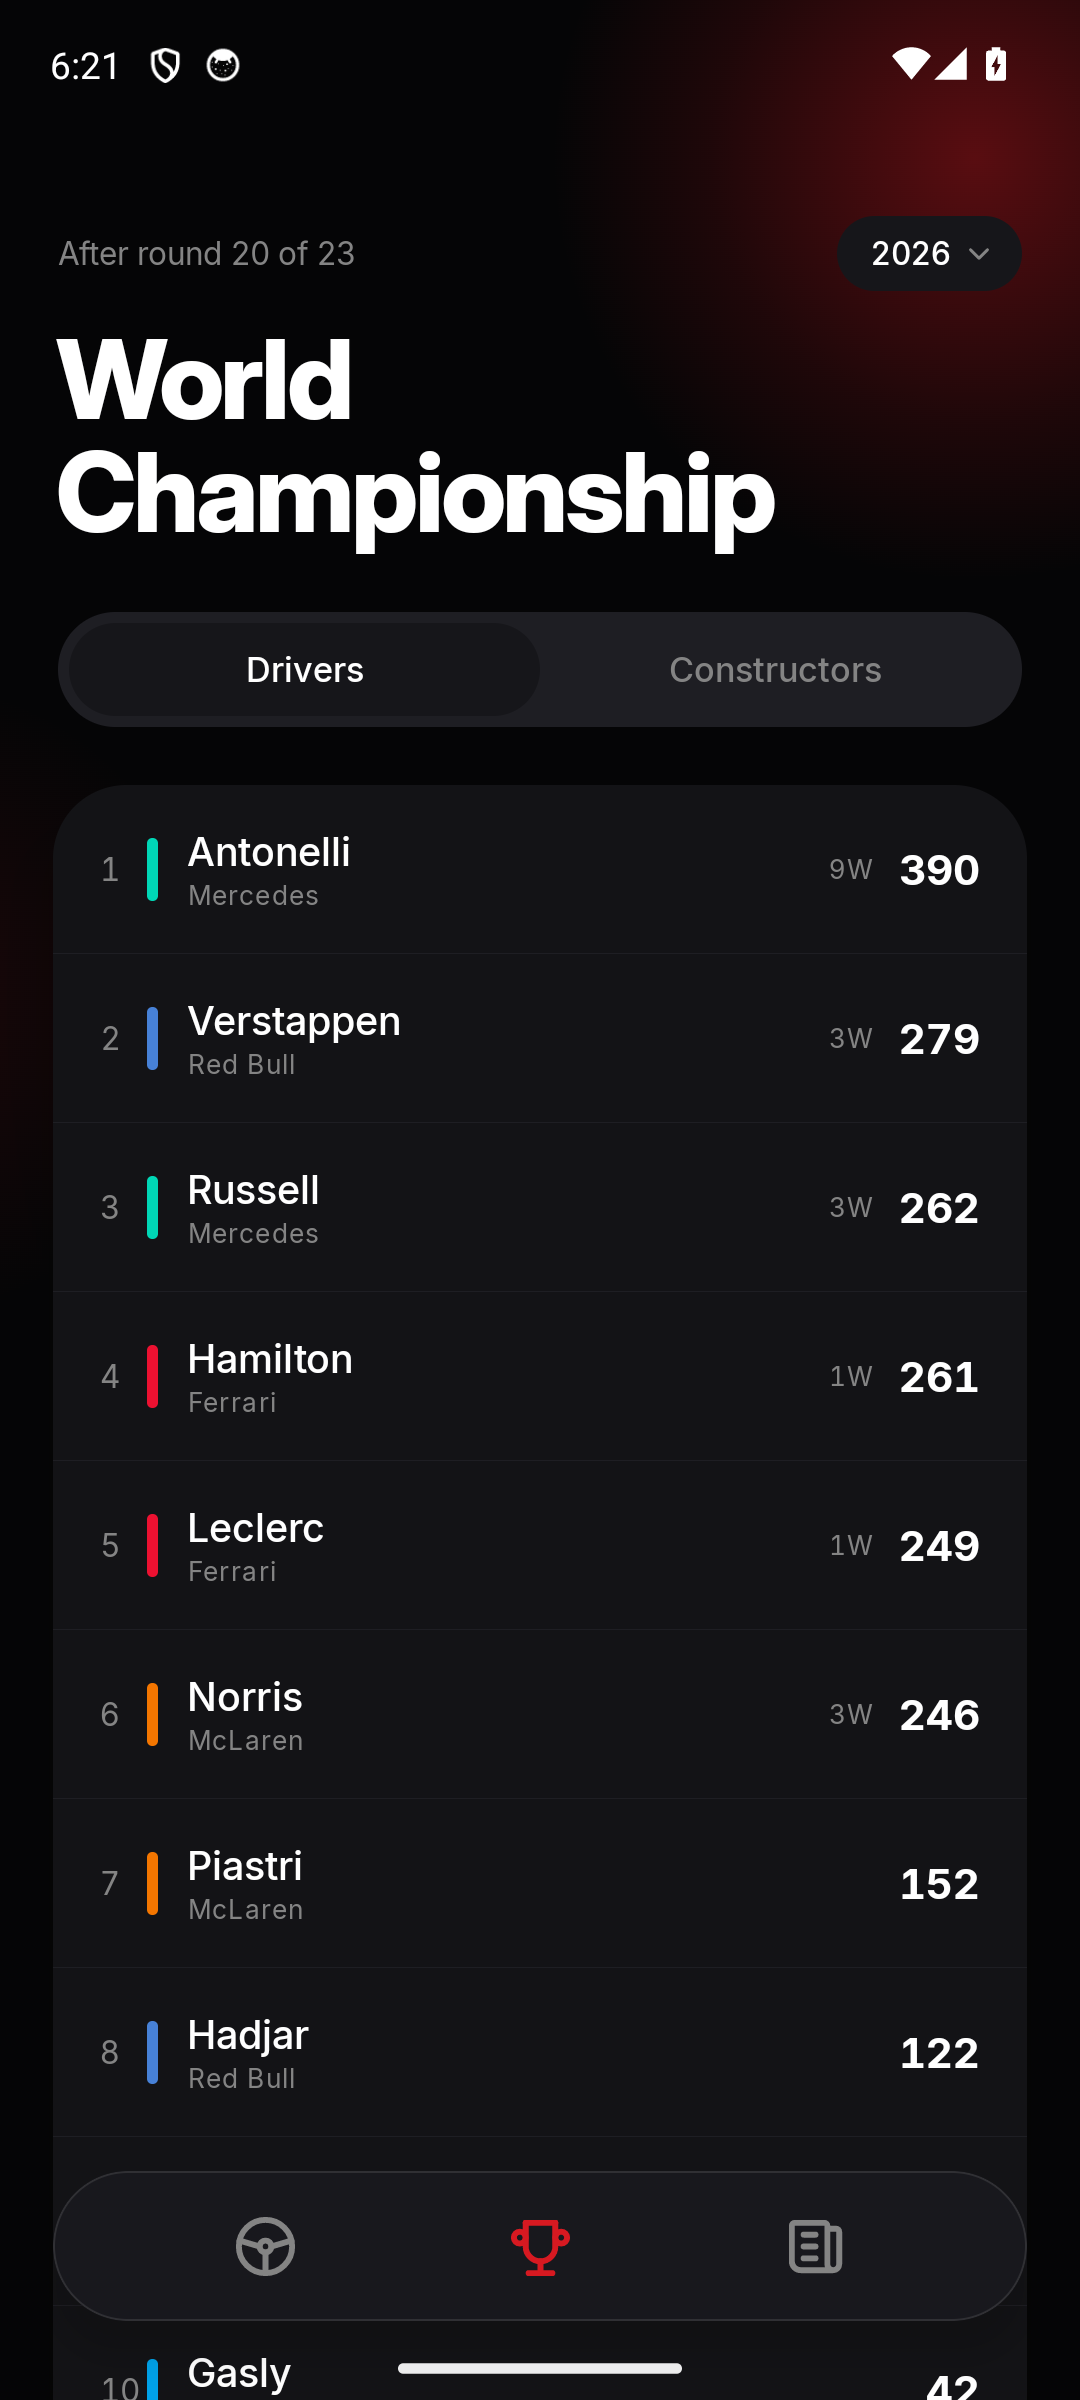 6:21
After round 20 of 23
2026
World
Championship
Drivers
Constructors
1
Antonelli
Mercedes
9W
390
2
Verstappen
Red Bull
3W
279
3
Russell
Mercedes
3W
262
4
Hamilton
Ferrari
1W
261
5
Leclerc
Ferrari
1W
249
6
Norris
McLaren
3W
246
7
Piastri
McLaren
152
8
Hadjar
Red Bull
122
10
Gasly
42